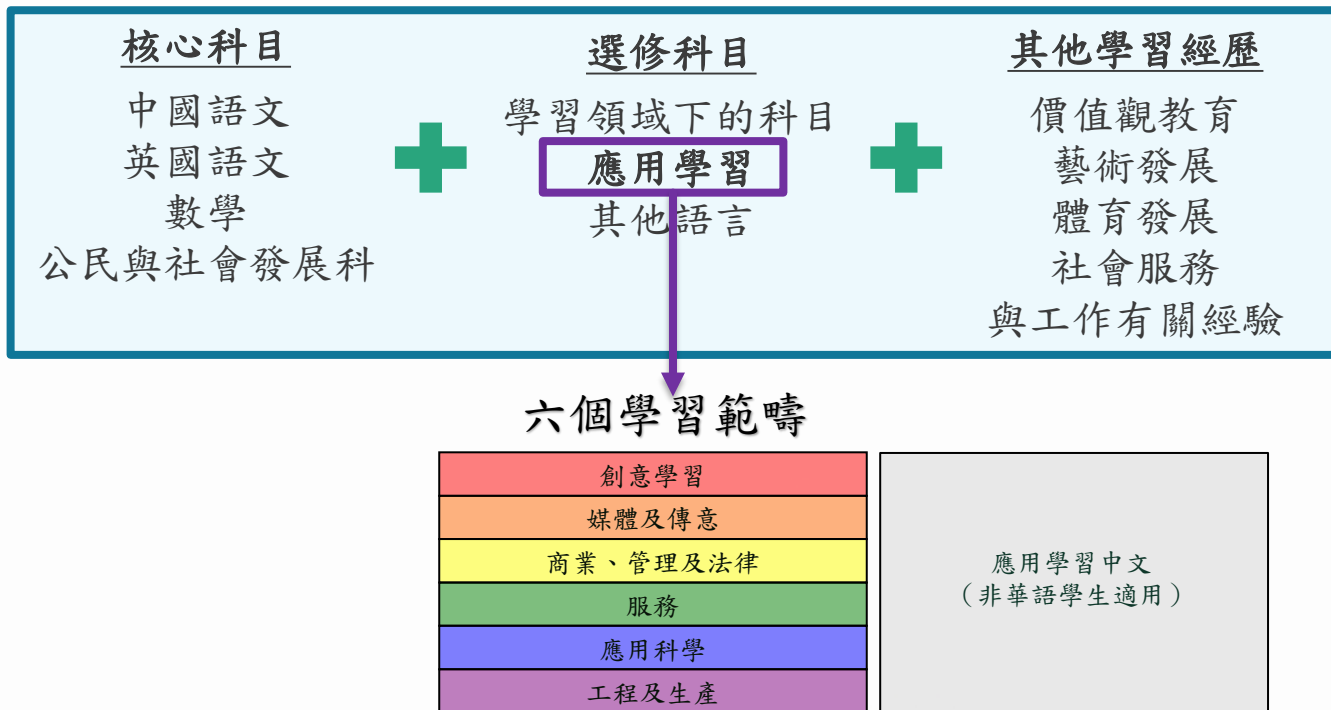 核心科目
中國語文
英國語文
數學
公民與社會發展科
選修科目
學習領域下的科目
應用學習
其他語言
其他學習經歷
價值觀教育
藝術發展
體育發展
社會服務
與工作有關經驗
六個學習範疇
創意學習
媒體及傳意
商業、管理及法律
服務
應用科學
工程及生產
應用學習中文
（非華語學生適用）